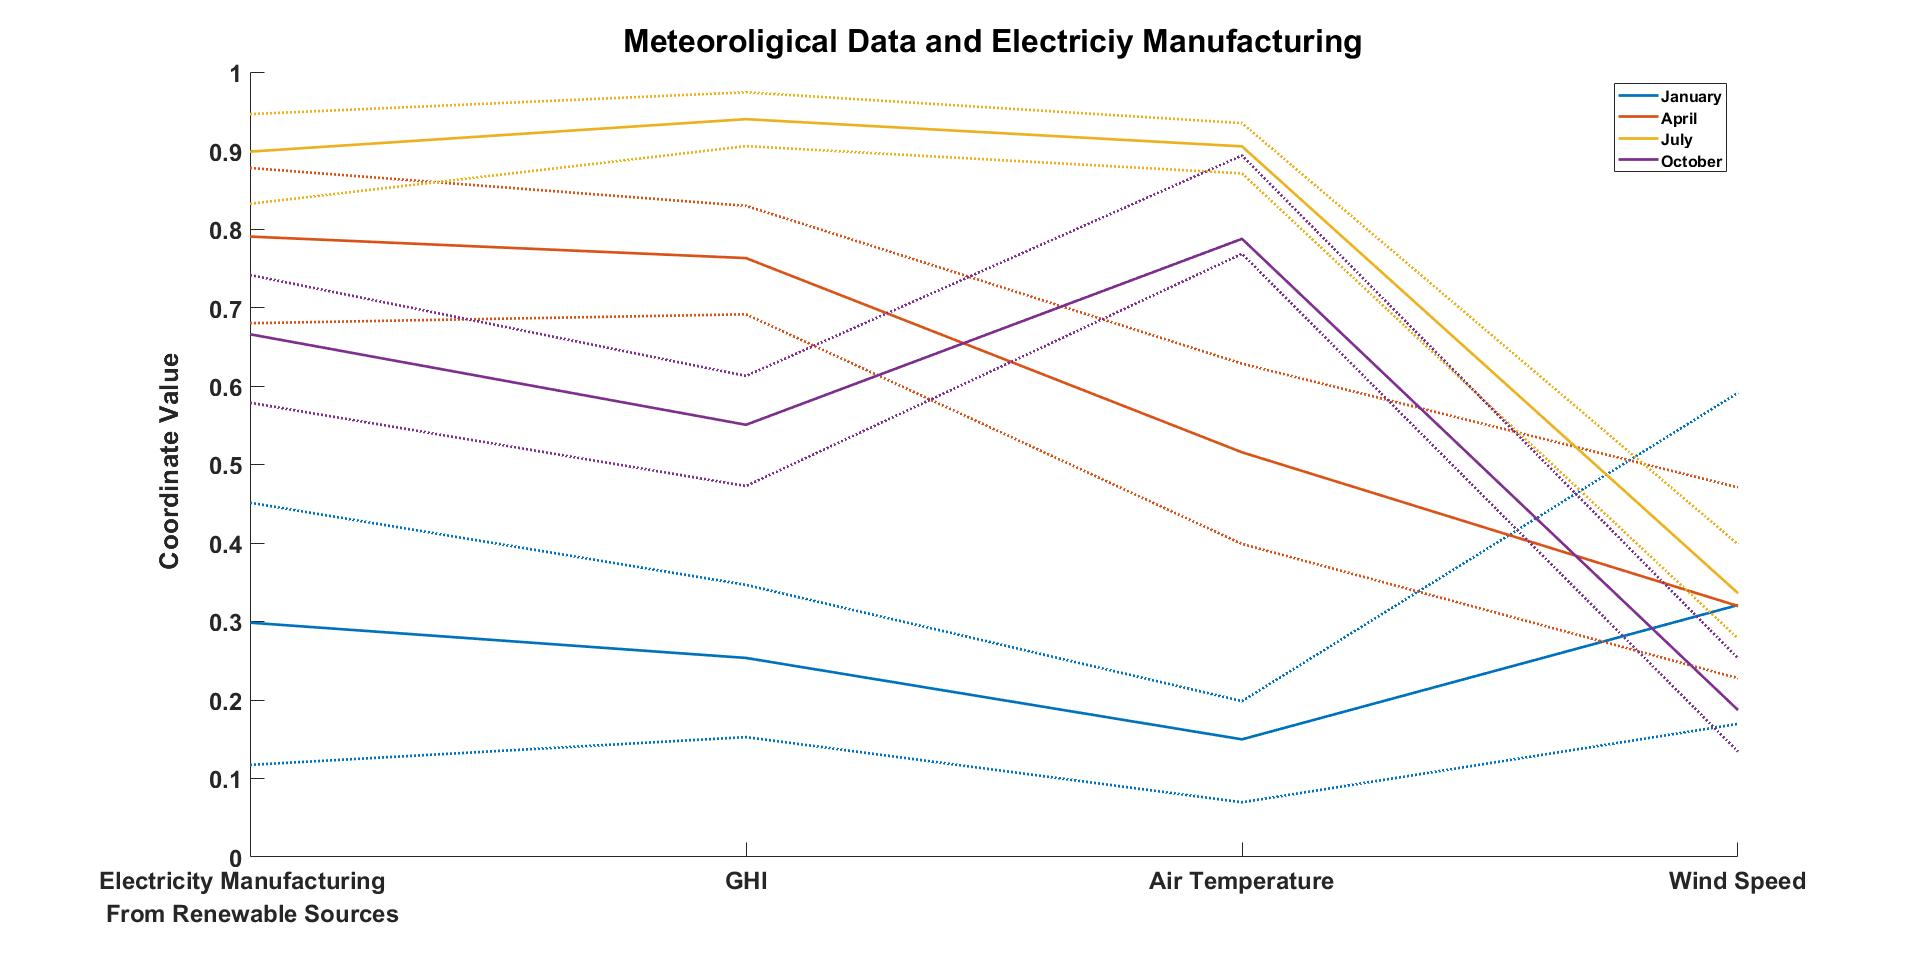 Meteoroligical Data and Electriciy Manufacturing
January
April
July
October
Coordinate Value
1
0.9
0.8
0.7
0.6
0.5
0.4
0.3
0.2
0.1
0
Electricity Manufacturing
From Renewable Sources
GHI
Air Temperature
Wind Speed